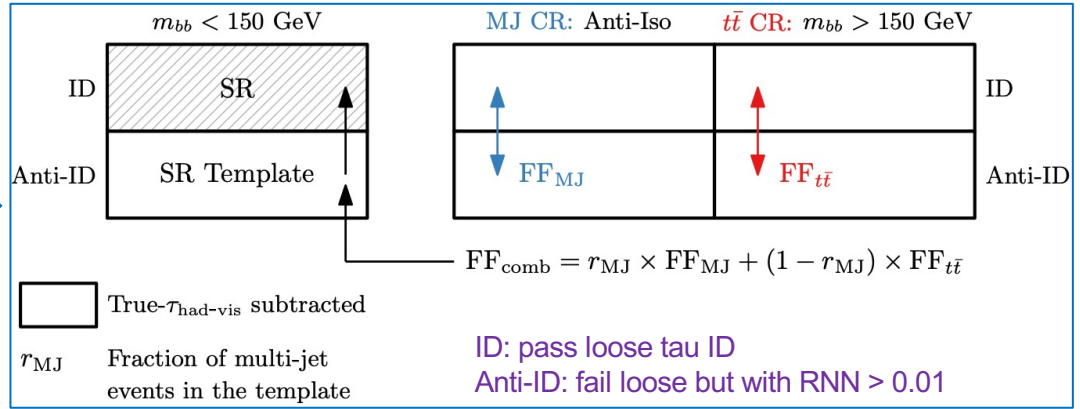 m_bb < 150 GeV
MJ CR: Anti-Iso
tt̄ CR: m_bb > 150 GeV
ID
SR
ID
Anti-ID
SR Template
FF_MJ
FF_tt̄
Anti-ID
FF_comb = r_MJ × FF_MJ + (1 − r_MJ) × FF_tt̄
True-τ_had-vis subtracted
r_MJ Fraction of multi-jet
events in the template
ID: pass loose tau ID
Anti-ID: fail loose but with RNN > 0.01